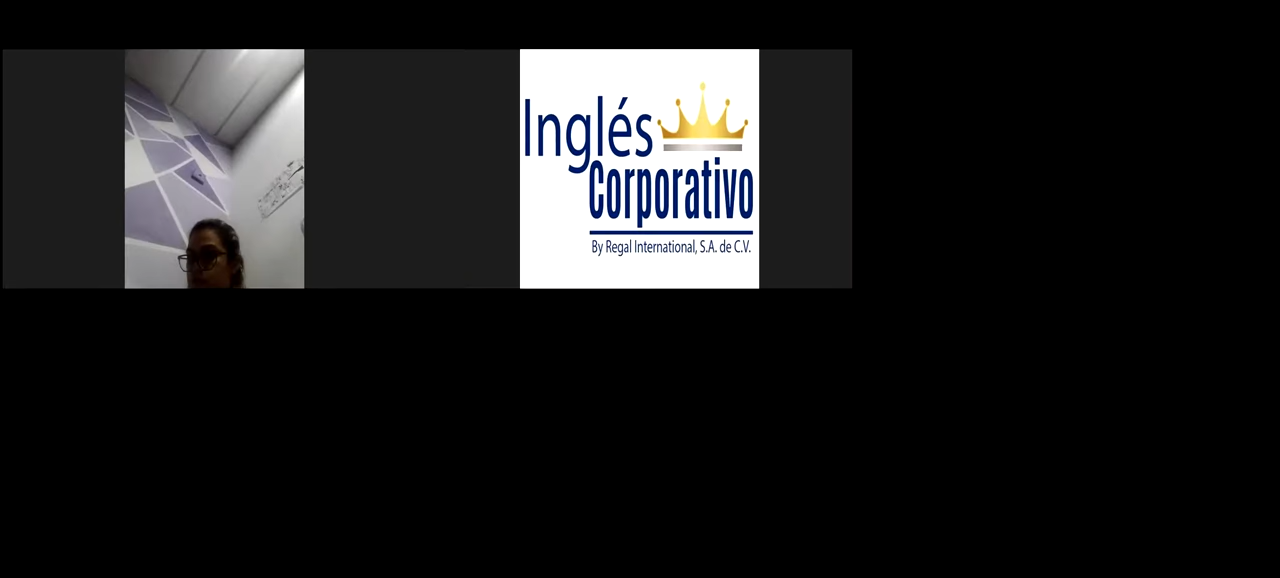 Inglés
Corporativo
By Regal International, S.A. de C.V.